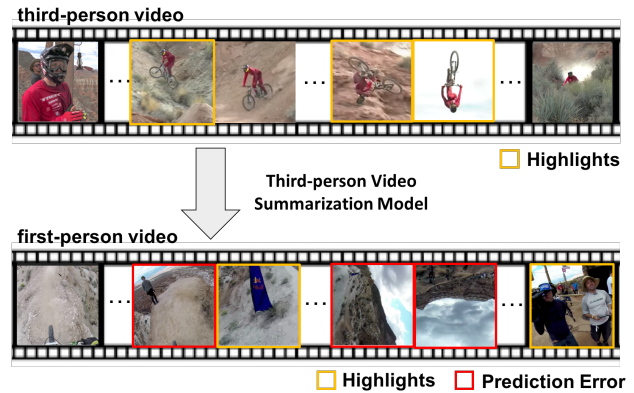 third-person video
...
...
...
Highlights
Third-person Video
Summarization Model
first-person video
...
...
...
Highlights
Prediction Error